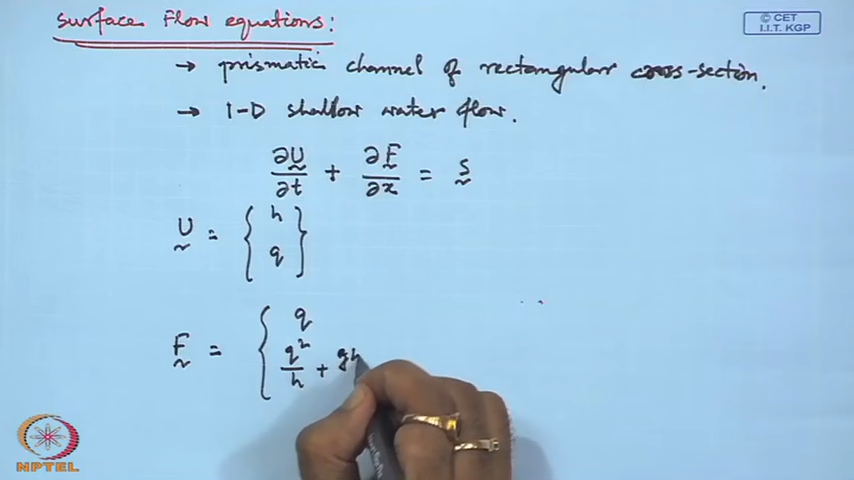 Surface Flow equations:
© CET
I.I.T. KGP
→ prismatic channel of rectangular cross-section.
→ 1-D shallow water flow.
∂U/∂t + ∂F/∂x = S
U = { h
q }
F = { q
q²/h + gh
NPTEL